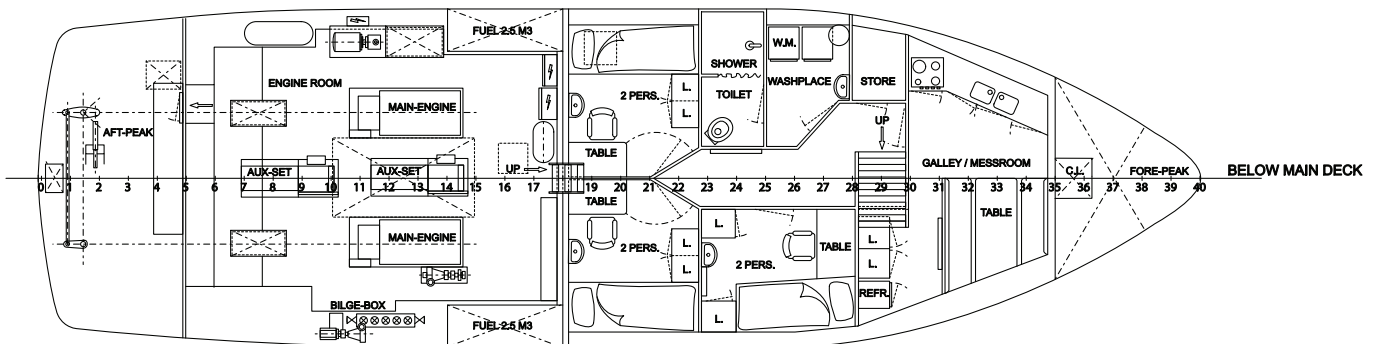 FUEL 2.5 M3
ENGINE ROOM
MAIN-ENGINE
AFT-PEAK
AUX-SET
AUX-SET
UP
MAIN-ENGINE
BILGE-BOX
FUEL 2.5 M3
2 PERS.
L.
L.
TABLE
TABLE
2 PERS.
L.
L.
SHOWER
TOILET
W.M.
WASHPLACE
STORE
UP
L.
2 PERS.
TABLE
L.
L.
L.
REFR.
GALLEY / MESSROOM
TABLE
C.L.
FORE-PEAK
BELOW MAIN DECK
0 1 2 3 4 5 6 7 8 9 10 11 12 13 14 15 16 17 18 19 20 21 22 23 24 25 26 27 28 29 30 31 32 33 34 35 36 37 38 39 40